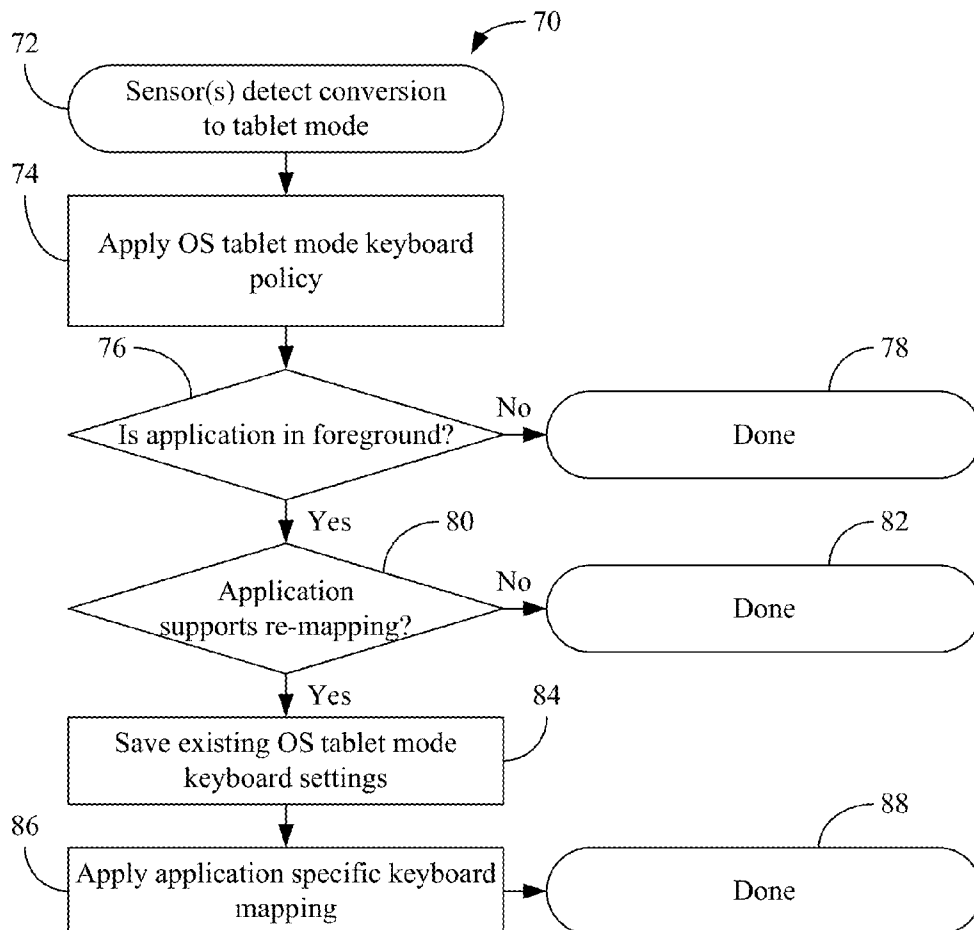 70
72
Sensor(s) detect conversion
to tablet mode
74
Apply OS tablet mode keyboard
policy
76
78
Is application in foreground?
No
Done
Yes
80
82
Application
supports re-mapping?
No
Done
Yes
84
Save existing OS tablet mode
keyboard settings
86
88
Apply application specific keyboard
mapping
Done